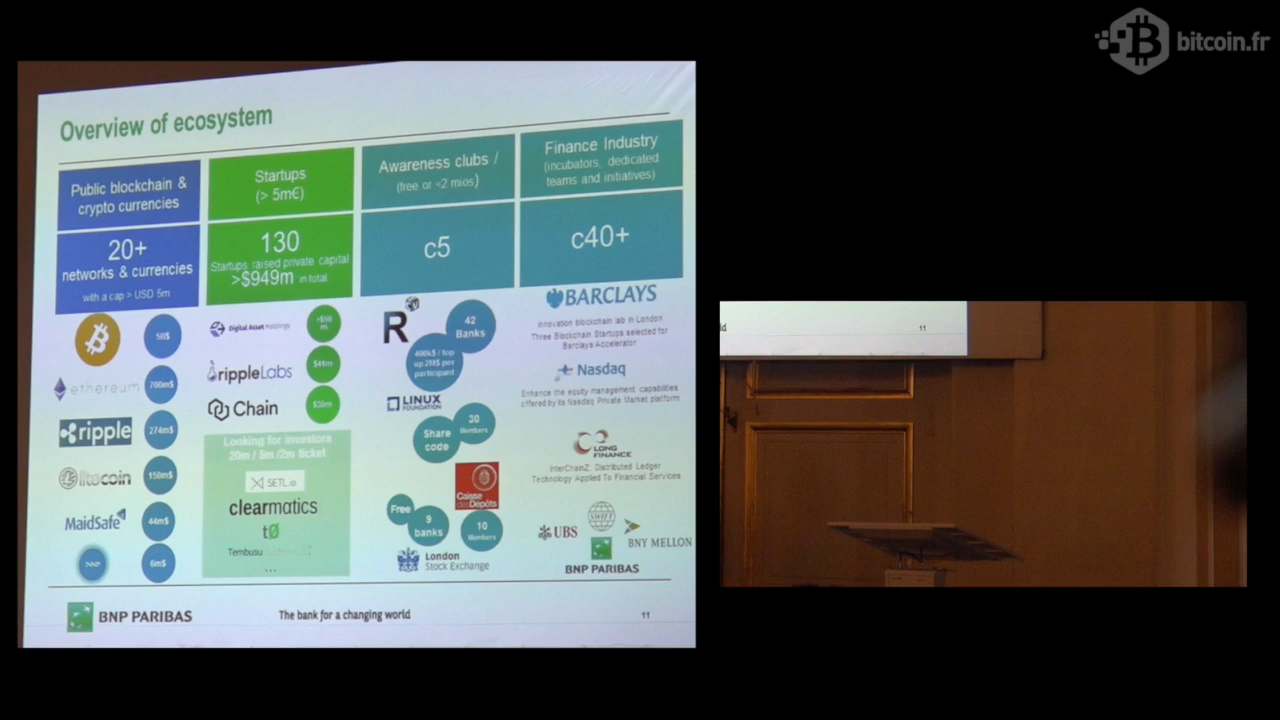 bitcoin.fr
Overview of ecosystem
Public blockchain &
crypto currencies
20+
networks & currencies
with a cap > USD 5m
5B$
ethereum
700m$
ripple
274m$
litecoin
150m$
MaidSafe
44m$
6m$
Startups
(> 5m€)
130
Startups raised private capital
>$949m in total
Digital Asset Holdings
rippleLabs
Chain
Looking for investors
20m / 5m /2m ticket
SETL.io
clearmatics
t0
Tembusu
...
Awareness clubs /
(free or <2 mios)
c5
R
42
Banks
400k$ / top
up 2M$ per
participant
LINUX
FOUNDATION
30
Members
Share
code
Caisse
des Dépôts
Free
9
banks
10
Members
London
Stock Exchange
Finance Industry
(incubators, dedicated
teams and initiatives)
c40+
BARCLAYS
Innovation blockchain lab in London
Three Blockchain Startups selected for
Barclays Accelerator
Nasdaq
Enhance the equity management capabilities
offered by its Nasdaq Private Market platform
LONG
FINANCE
InterChainZ, Distributed Ledger
Technology Applied To Financial Services
UBS
SWIFT
BNY MELLON
BNP PARIBAS
BNP PARIBAS
The bank for a changing world
11
ld
11